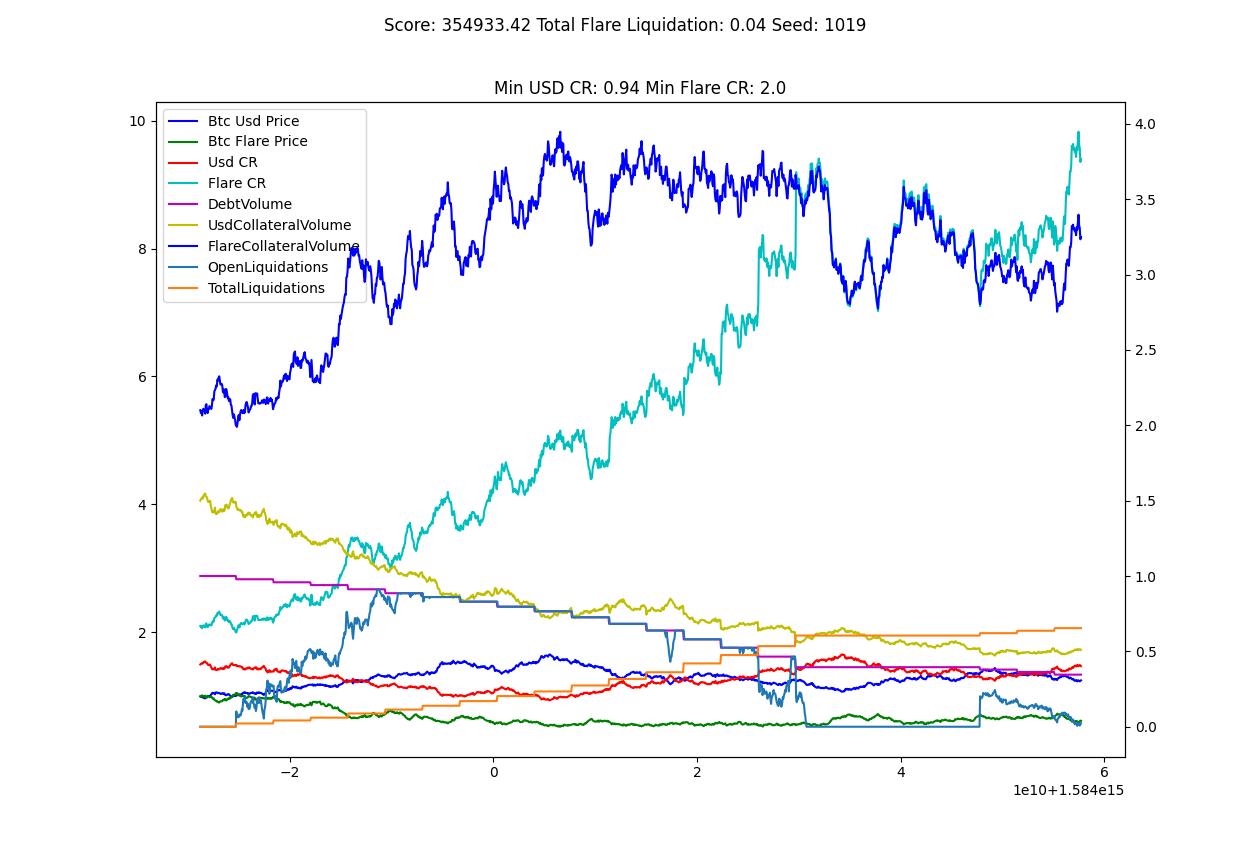 Score: 354933.42 Total Flare Liquidation: 0.04 Seed: 1019
Min USD CR: 0.94 Min Flare CR: 2.0
Btc Usd Price
Btc Flare Price
Usd CR
Flare CR
DebtVolume
UsdCollateralVolume
FlareCollateralVolume
OpenLiquidations
TotalLiquidations
10
8
6
4
2
4.0
3.5
3.0
2.5
2.0
1.5
1.0
0.5
0.0
−2 0 2 4 6
1e10+1.584e15